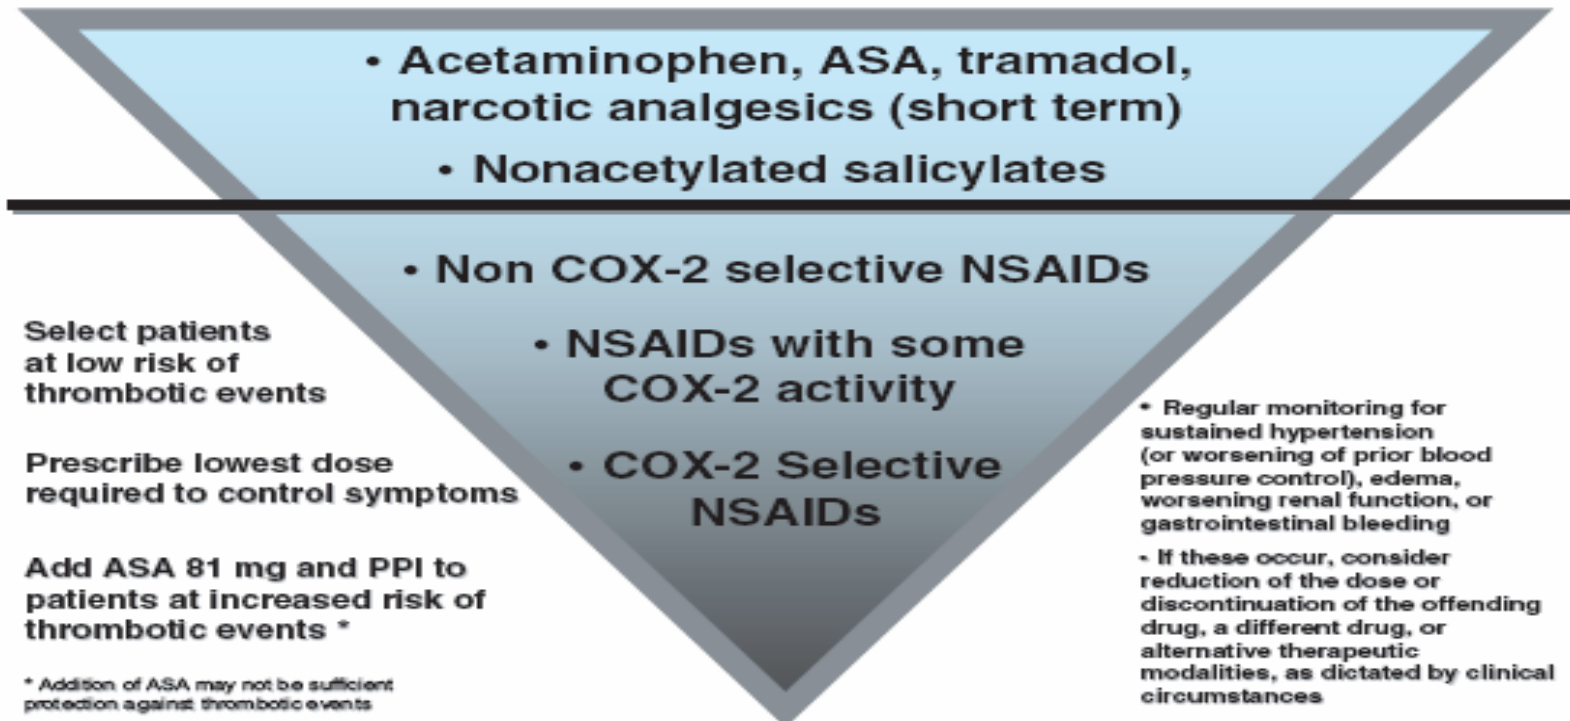 • Acetaminophen, ASA, tramadol,
narcotic analgesics (short term)
• Nonacetylated salicylates
• Non COX-2 selective NSAIDs
• NSAIDs with some
COX-2 activity
• COX-2 Selective
NSAIDs
Select patients
at low risk of
thrombotic events
Prescribe lowest dose
required to control symptoms
Add ASA 81 mg and PPI to
patients at increased risk of
thrombotic events *
* Addition of ASA may not be sufficient
protection against thrombotic events
• Regular monitoring for
sustained hypertension
(or worsening of prior blood
pressure control), edema,
worsening renal function, or
gastrointestinal bleeding
• If these occur, consider
reduction of the dose or
discontinuation of the offending
drug, a different drug, or
alternative therapeutic
modalities, as dictated by clinical
circumstances